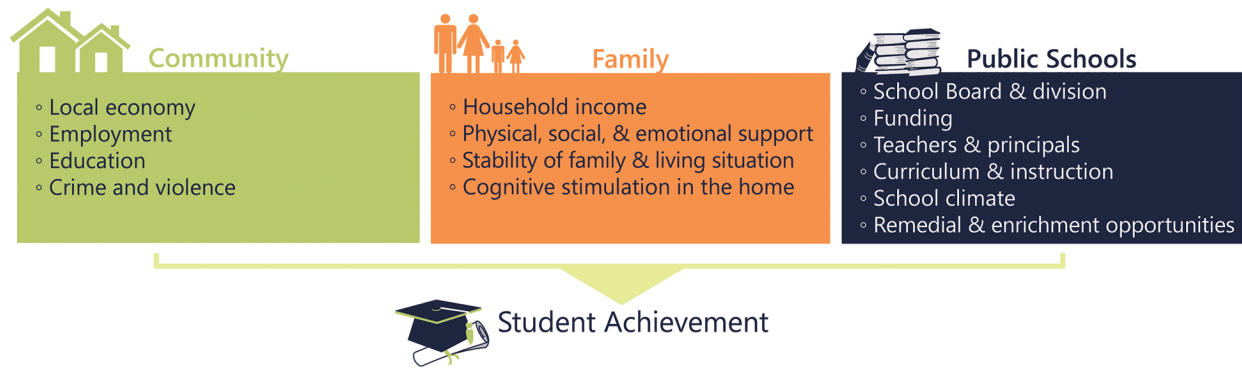 Community
◦ Local economy
◦ Employment
◦ Education
◦ Crime and violence
Family
◦ Household income
◦ Physical, social, & emotional support
◦ Stability of family & living situation
◦ Cognitive stimulation in the home
Public Schools
◦ School Board & division
◦ Funding
◦ Teachers & principals
◦ Curriculum & instruction
◦ School climate
◦ Remedial & enrichment opportunities
Student Achievement